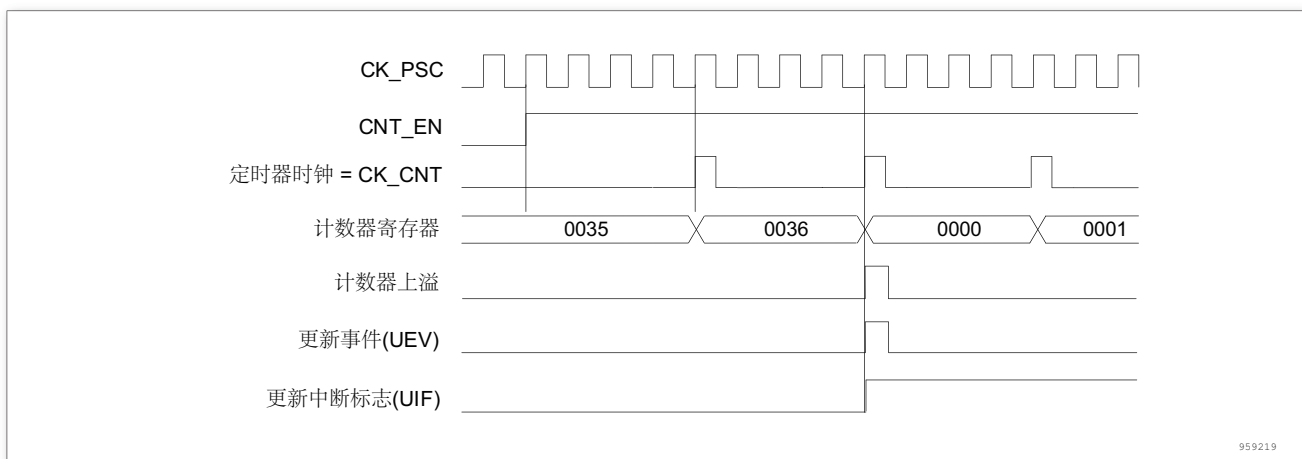 CK_PSC
CNT_EN
定时器时钟 = CK_CNT
计数器寄存器
0035 0036 0000 0001
计数器上溢
更新事件(UEV)
更新中断标志(UIF)
959219